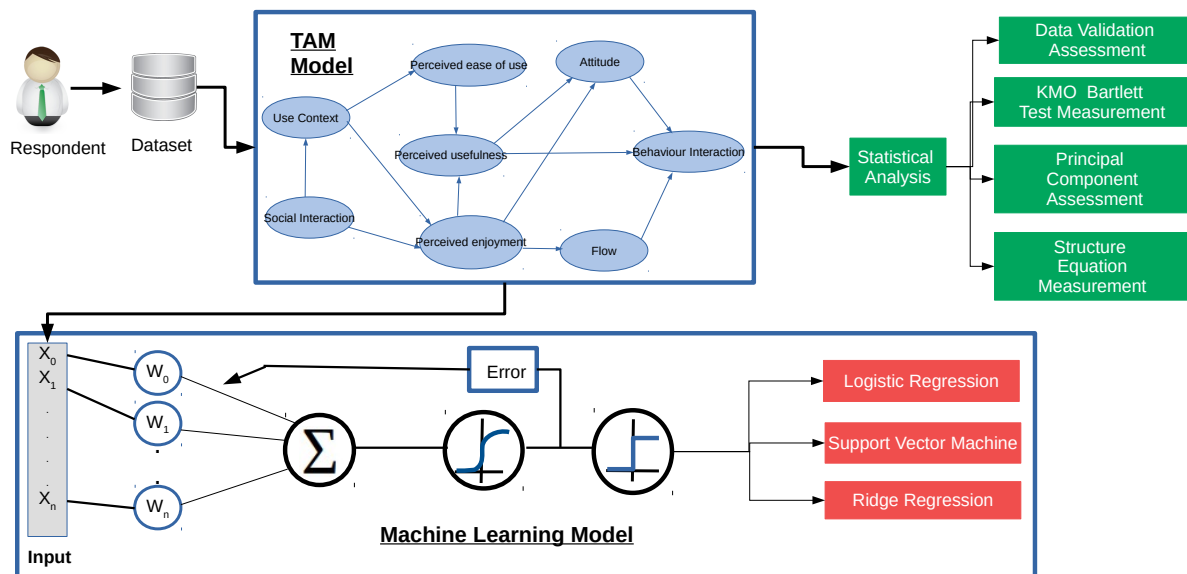 Respondent
Dataset
TAM
Model
Perceived ease of use
Attitude
Use Context
Perceived usefulness
Behaviour Interaction
Social Interaction
Perceived enjoyment
Flow
Statistical
Analysis
Data Validation
Assessment
KMO Bartlett
Test Measurement
Principal
Component
Assessment
Structure
Equation
Measurement
X0
X1
.
.
.
.
Xn
Input
W0
W1
.
.
Wn
Σ
Error
Machine Learning Model
Logistic Regression
Support Vector Machine
Ridge Regression